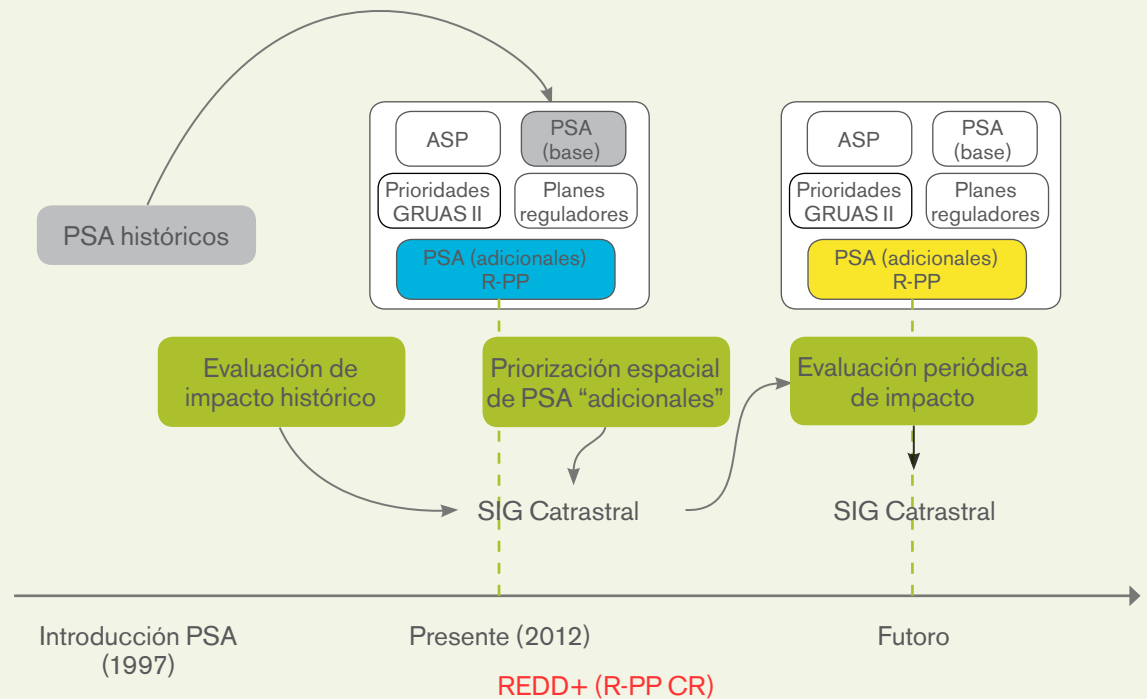 ASP
PSA
(base)
Prioridades
GRUAS II
Planes
reguladores
PSA (adicionales)
R-PP
ASP
PSA
(base)
Prioridades
GRUAS II
Planes
reguladores
PSA (adicionales)
R-PP
PSA históricos
Evaluación de
impacto histórico
Priorización espacial
de PSA “adicionales”
Evaluación periódica
de impacto
SIG Catrastral
SIG Catrastral
Introducción PSA
(1997)
Presente (2012)
Futoro
REDD+ (R-PP CR)